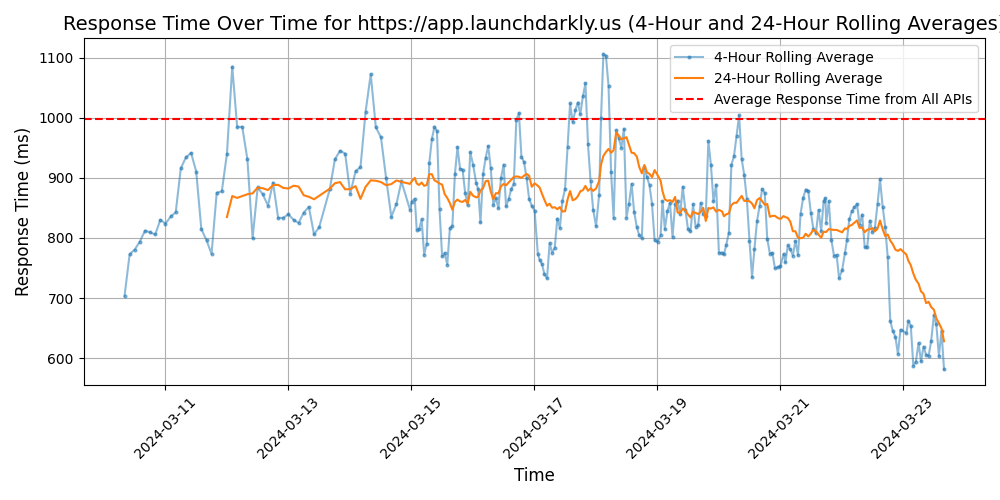 Response Time Over Time for https://app.launchdarkly.us (4-Hour and 24-Hour Rolling Averages)
4-Hour Rolling Average
24-Hour Rolling Average
Average Response Time from All APIs
Response Time (ms)
1100
1000
900
800
700
600
2024-03-11
2024-03-13
2024-03-15
2024-03-17
2024-03-19
2024-03-21
2024-03-23
Time